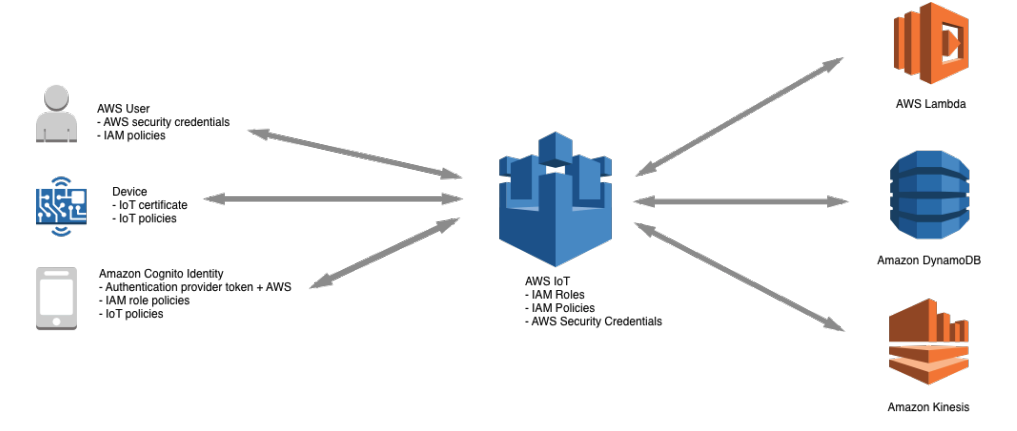 AWS User
- AWS security credentials
- IAM policies
Device
- IoT certificate
- IoT policies
Amazon Cognito Identity
- Authentication provider token + AWS
- IAM role policies
- IoT policies
AWS IoT
- IAM Roles
- IAM Policies
- AWS Security Credentials
AWS Lambda
Amazon DynamoDB
Amazon Kinesis